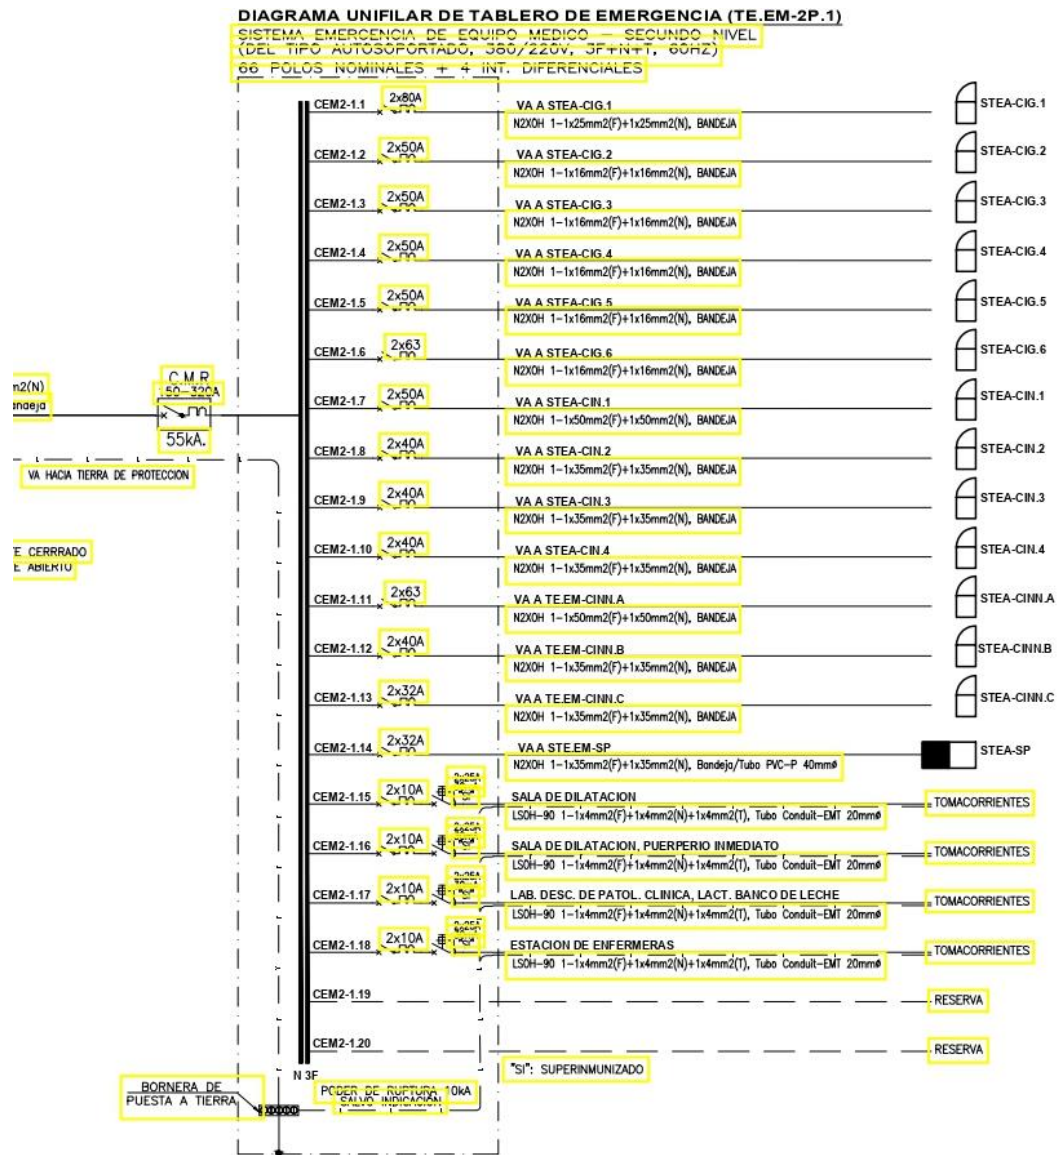 DIAGRAMA UNIFILAR DE TABLERO DE EMERGENCIA (TE.EM-2P.1)
SISTEMA EMERGENCIA DE EQUIPO MEDICO - SEGUNDO NIVEL
(DEL TIPO AUTOSOPORTADO, 380/220V, 3F+N+T, 60HZ)
66 POLOS NOMINALES + 4 INT. DIFERENCIALES
CEM2-1.1 2x80A VA A STEA-CIG.1 STEA-CIG.1
N2XOH 1-1x25mm2(F)+1x25mm2(N), BANDEJA
CEM2-1.2 2x50A VA A STEA-CIG.2 STEA-CIG.2
N2XOH 1-1x16mm2(F)+1x16mm2(N), BANDEJA
CEM2-1.3 2x50A VA A STEA-CIG.3 STEA-CIG.3
N2XOH 1-1x16mm2(F)+1x16mm2(N), BANDEJA
CEM2-1.4 2x50A VA A STEA-CIG.4 STEA-CIG.4
N2XOH 1-1x16mm2(F)+1x16mm2(N), BANDEJA
CEM2-1.5 2x50A VA A STEA-CIG.5 STEA-CIG.5
N2XOH 1-1x16mm2(F)+1x16mm2(N), BANDEJA
CEM2-1.6 2x63 VA A STEA-CIG.6 STEA-CIG.6
N2XOH 1-1x16mm2(F)+1x16mm2(N), BANDEJA
m2(N)
andeja
C.M.R
50-320A
55kA.
CEM2-1.7 2x50A VA A STEA-CIN.1 STEA-CIN.1
N2XOH 1-1x50mm2(F)+1x50mm2(N), BANDEJA
CEM2-1.8 2x40A VA A STEA-CIN.2 STEA-CIN.2
N2XOH 1-1x35mm2(F)+1x35mm2(N), BANDEJA
VA HACIA TIERRA DE PROTECCION
CEM2-1.9 2x40A VA A STEA-CIN.3 STEA-CIN.3
N2XOH 1-1x35mm2(F)+1x35mm2(N), BANDEJA
CEM2-1.10 2x40A VA A STEA-CIN.4 STEA-CIN.4
N2XOH 1-1x35mm2(F)+1x35mm2(N), BANDEJA
TE CERRRADO
E ABIERTO
CEM2-1.11 2x63 VA A TE.EM-CINN.A STEA-CINN.A
N2XOH 1-1x50mm2(F)+1x50mm2(N), BANDEJA
CEM2-1.12 2x40A VA A TE.EM-CINN.B STEA-CINN.B
N2XOH 1-1x35mm2(F)+1x35mm2(N), BANDEJA
CEM2-1.13 2x32A VA A TE.EM-CINN.C STEA-CINN.C
N2XOH 1-1x35mm2(F)+1x35mm2(N), BANDEJA
CEM2-1.14 2x32A VA A STE.EM-SP STEA-SP
N2XOH 1-1x35mm2(F)+1x35mm2(N), Bandeja/Tubo PVC-P 40mmø
CEM2-1.15 2x10A 2x25A SALA DE DILATACION TOMACORRIENTES
LSOH-90 1-1x4mm2(F)+1x4mm2(N)+1x4mm2(T), Tubo Conduit-EMT 20mmø
CEM2-1.16 2x10A 2x25A SALA DE DILATACION, PUERPERIO INMEDIATO TOMACORRIENTES
LSOH-90 1-1x4mm2(F)+1x4mm2(N)+1x4mm2(T), Tubo Conduit-EMT 20mmø
CEM2-1.17 2x10A 2x25A LAB. DESC. DE PATOL. CLINICA, LACT. BANCO DE LECHE TOMACORRIENTES
LSOH-90 1-1x4mm2(F)+1x4mm2(N)+1x4mm2(T), Tubo Conduit-EMT 20mmø
CEM2-1.18 2x10A 2x25A ESTACION DE ENFERMERAS TOMACORRIENTES
LSOH-90 1-1x4mm2(F)+1x4mm2(N)+1x4mm2(T), Tubo Conduit-EMT 20mmø
CEM2-1.19 RESERVA
CEM2-1.20 RESERVA
N 3F
"SI": SUPERINMUNIZADO
BORNERA DE
PUESTA A TIERRA
PODER DE RUPTURA 10kA
SALVO INDICACION